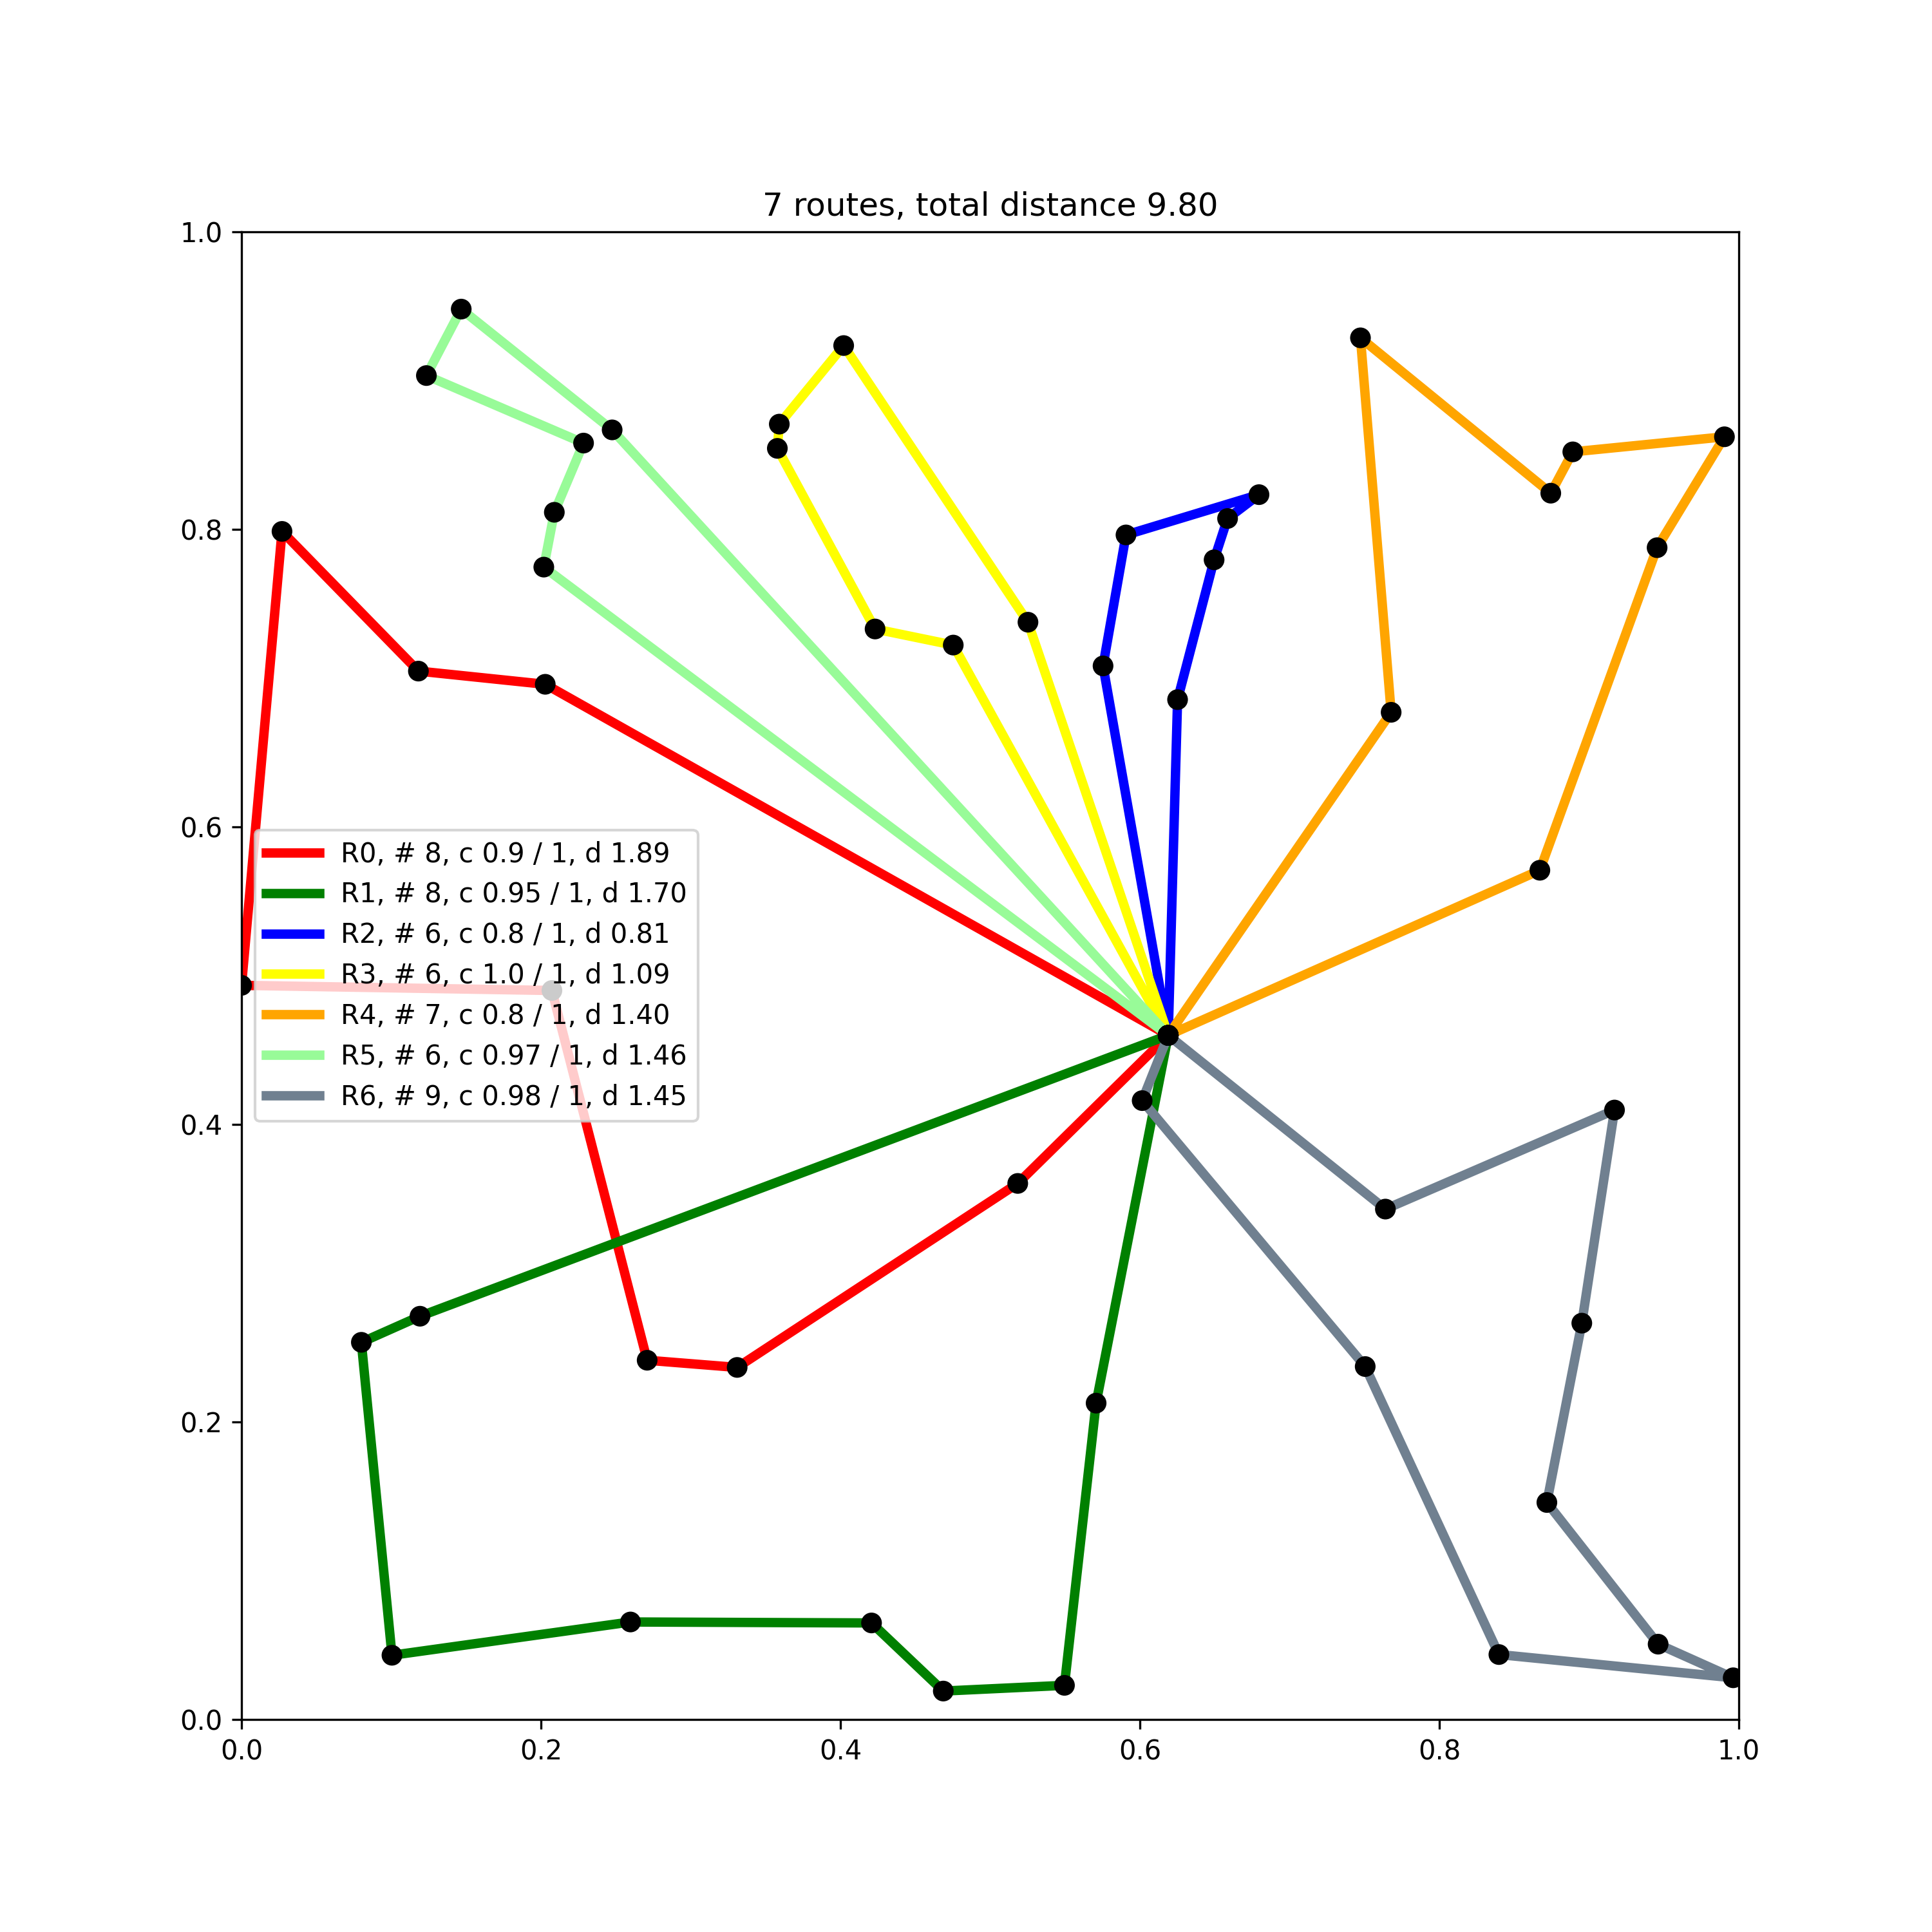 7 routes, total distance 9.80
1.0
0.8
0.6
0.4
0.2
0.0
R0, # 8, c 0.9 / 1, d 1.89
R1, # 8, c 0.95 / 1, d 1.70
R2, # 6, c 0.8 / 1, d 0.81
R3, # 6, c 1.0 / 1, d 1.09
R4, # 7, c 0.8 / 1, d 1.40
R5, # 6, c 0.97 / 1, d 1.46
R6, # 9, c 0.98 / 1, d 1.45
0.0 0.2 0.4 0.6 0.8 1.0